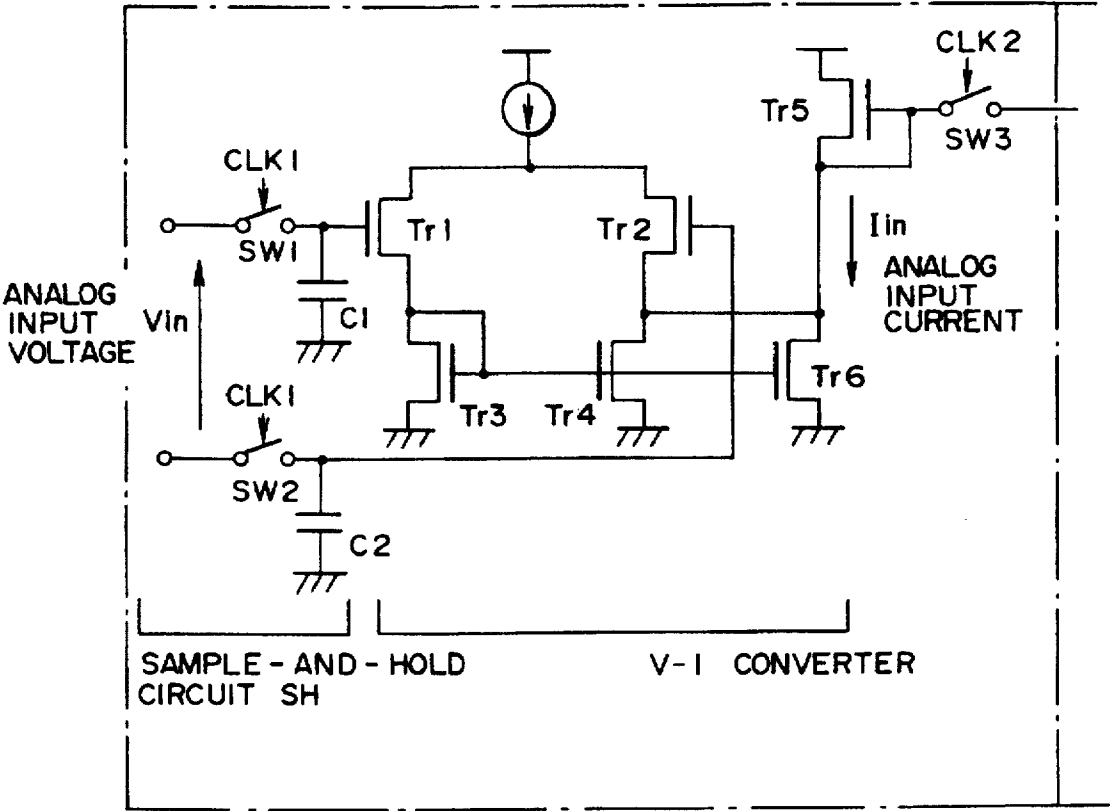 CLK2
Tr5
SW3
CLK1
SW1
Tr1
Tr2
Iin
ANALOG
INPUT
CURRENT
ANALOG
INPUT
VOLTAGE
Vin
C1
CLK1
Tr3
Tr4
Tr6
SW2
C2
SAMPLE-AND-HOLD
CIRCUIT SH
V-I CONVERTER